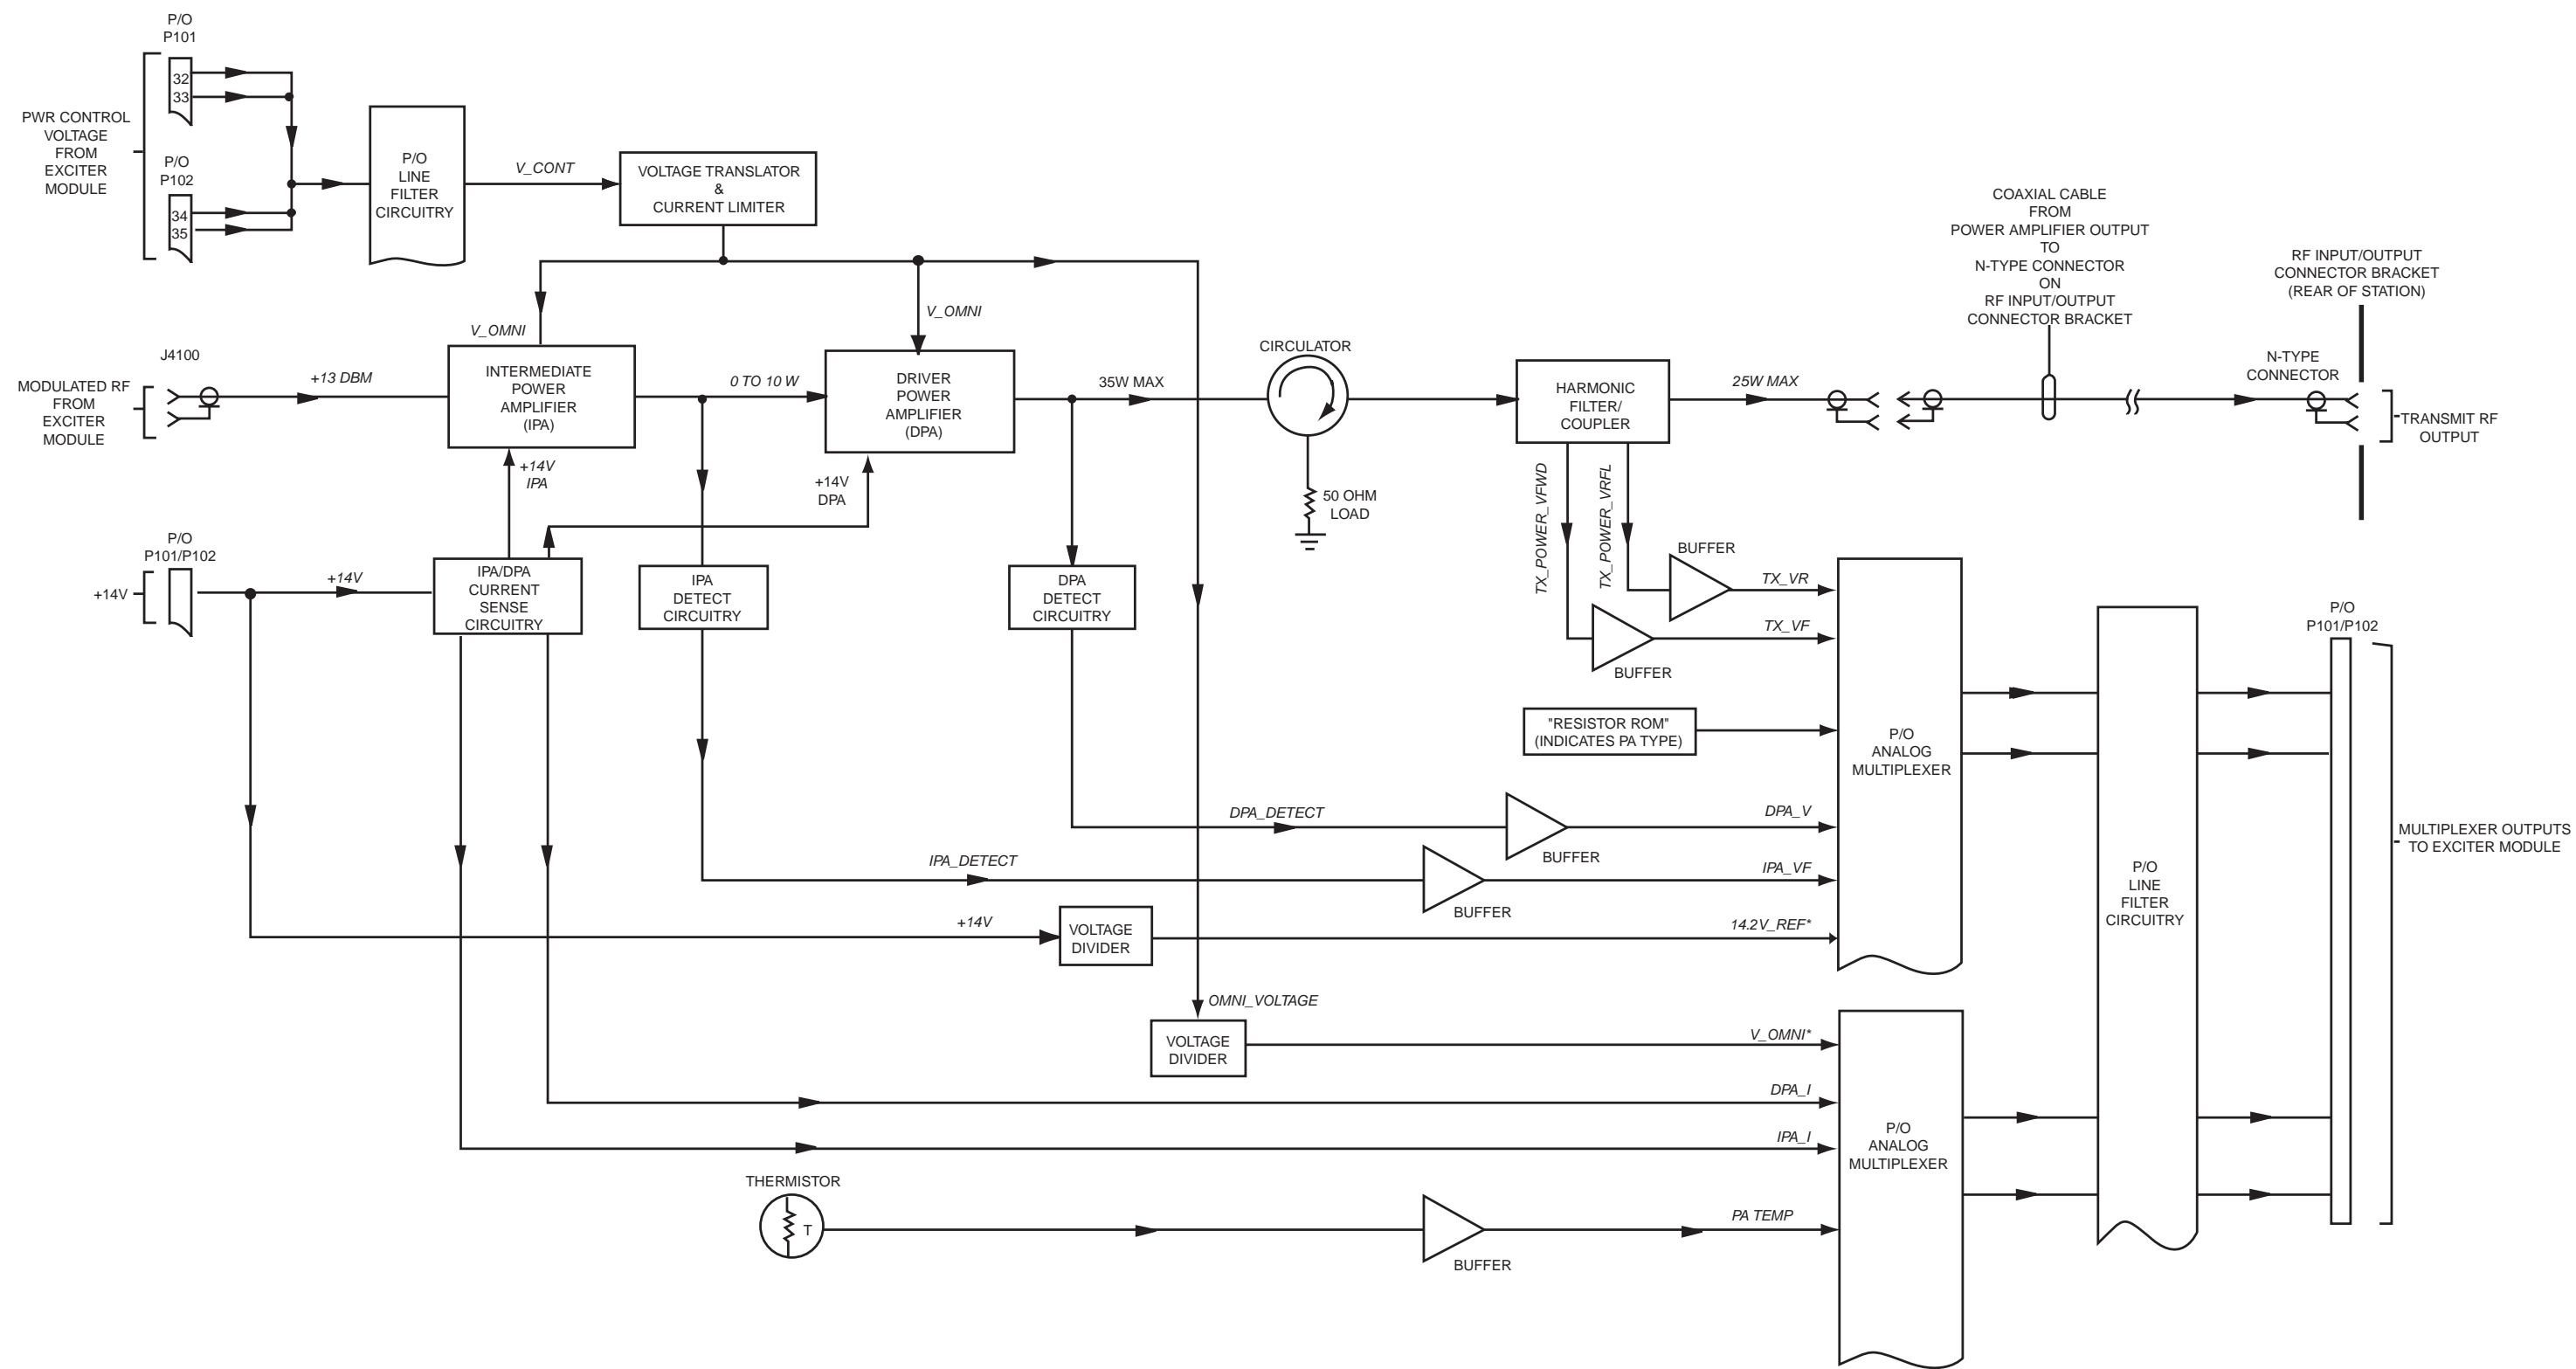 P/O
P101
32
33
PWR CONTROL
VOLTAGE
FROM
EXCITER
MODULE
P/O
P102
34
35
P/O
LINE
FILTER
CIRCUITRY
V_CONT
VOLTAGE TRANSLATOR
&
CURRENT LIMITER
COAXIAL CABLE
FROM
POWER AMPLIFIER OUTPUT
TO
N-TYPE CONNECTOR
ON
RF INPUT/OUTPUT
CONNECTOR BRACKET
RF INPUT/OUTPUT
CONNECTOR BRACKET
(REAR OF STATION)
V_OMNI
V_OMNI
J4100
MODULATED RF
FROM
EXCITER
MODULE
+13 DBM
INTERMEDIATE
POWER
AMPLIFIER
(IPA)
0 TO 10 W
DRIVER
POWER
AMPLIFIER
(DPA)
35W MAX
CIRCULATOR
HARMONIC
FILTER/
COUPLER
25W MAX
N-TYPE
CONNECTOR
TRANSMIT RF
OUTPUT
+14V
IPA
+14V
DPA
50 OHM
LOAD
TX_POWER_VFWD
TX_POWER_VRFL
P/O
P101/P102
+14V
+14V
IPA/DPA
CURRENT
SENSE
CIRCUITRY
IPA
DETECT
CIRCUITRY
DPA
DETECT
CIRCUITRY
BUFFER
TX_VR
TX_VF
BUFFER
P/O
P101/P102
"RESISTOR ROM"
(INDICATES PA TYPE)
P/O
ANALOG
MULTIPLEXER
DPA_DETECT
BUFFER
DPA_V
IPA_DETECT
BUFFER
IPA_VF
P/O
LINE
FILTER
CIRCUITRY
MULTIPLEXER OUTPUTS
TO EXCITER MODULE
+14V
VOLTAGE
DIVIDER
14.2V_REF*
OMNI_VOLTAGE
VOLTAGE
DIVIDER
V_OMNI*
DPA_I
IPA_I
P/O
ANALOG
MULTIPLEXER
THERMISTOR
T
BUFFER
PA TEMP